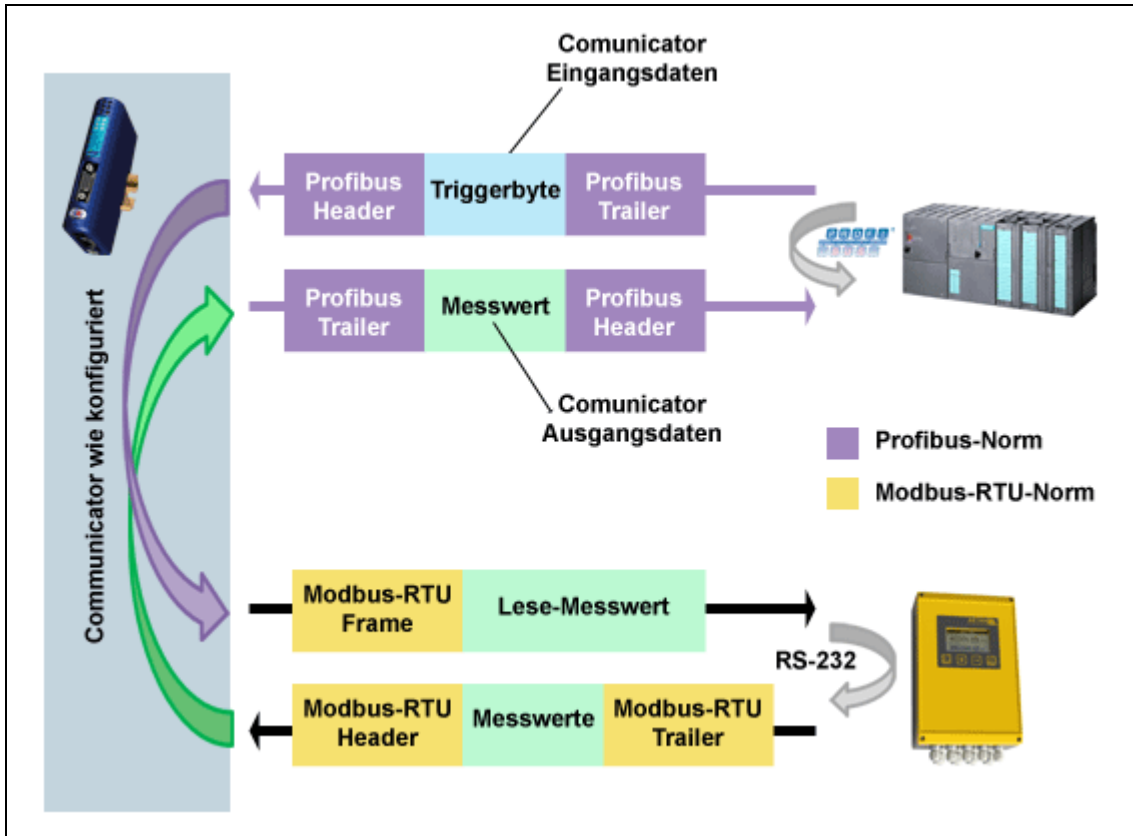 Comunicator
Eingangsdaten
Profibus
Header
Triggerbyte
Profibus
Trailer
Profibus
Trailer
Messwert
Profibus
Header
Comunicator
Ausgangsdaten
Communicator wie konfiguriert
Profibus-Norm
Modbus-RTU-Norm
Modbus-RTU
Frame
Lese-Messwert
RS-232
Modbus-RTU
Header
Messwerte
Modbus-RTU
Trailer